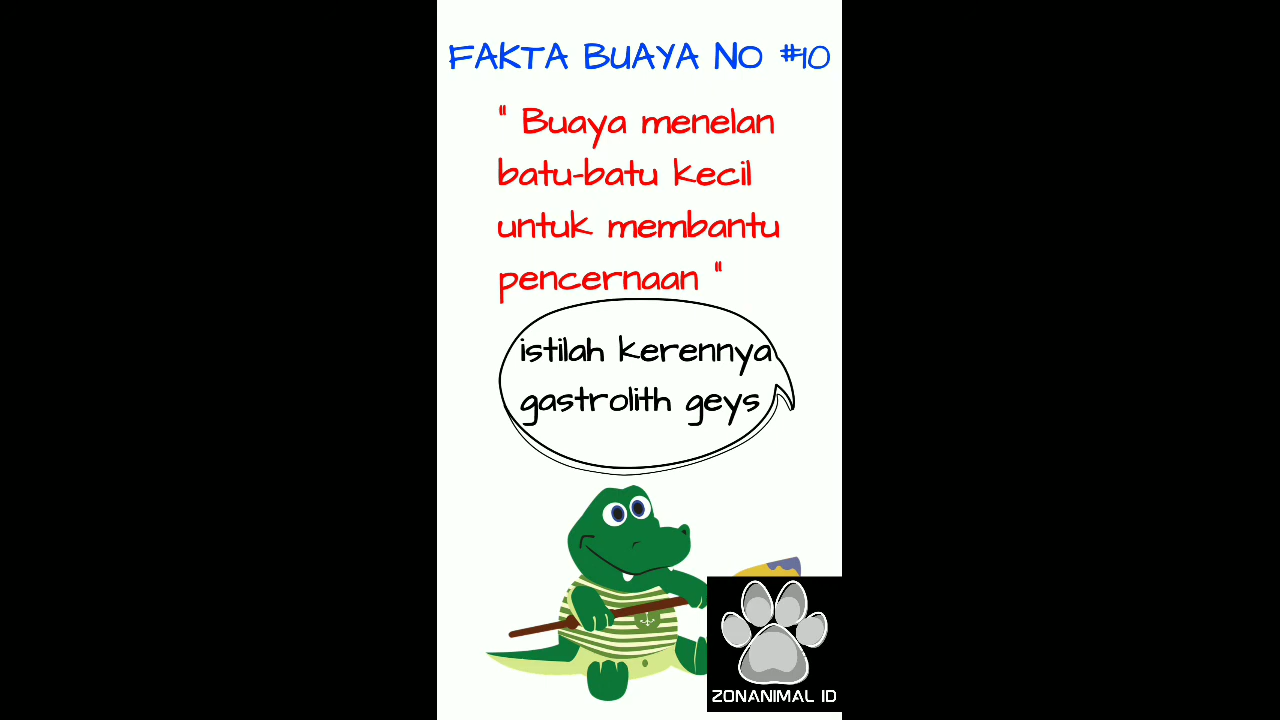 FAKTA BUAYA NO #10
" Buaya menelan
batu-batu kecil
untuk membantu
pencernaan "
istilah kerennya
gastrolith geys
ZONANIMAL ID